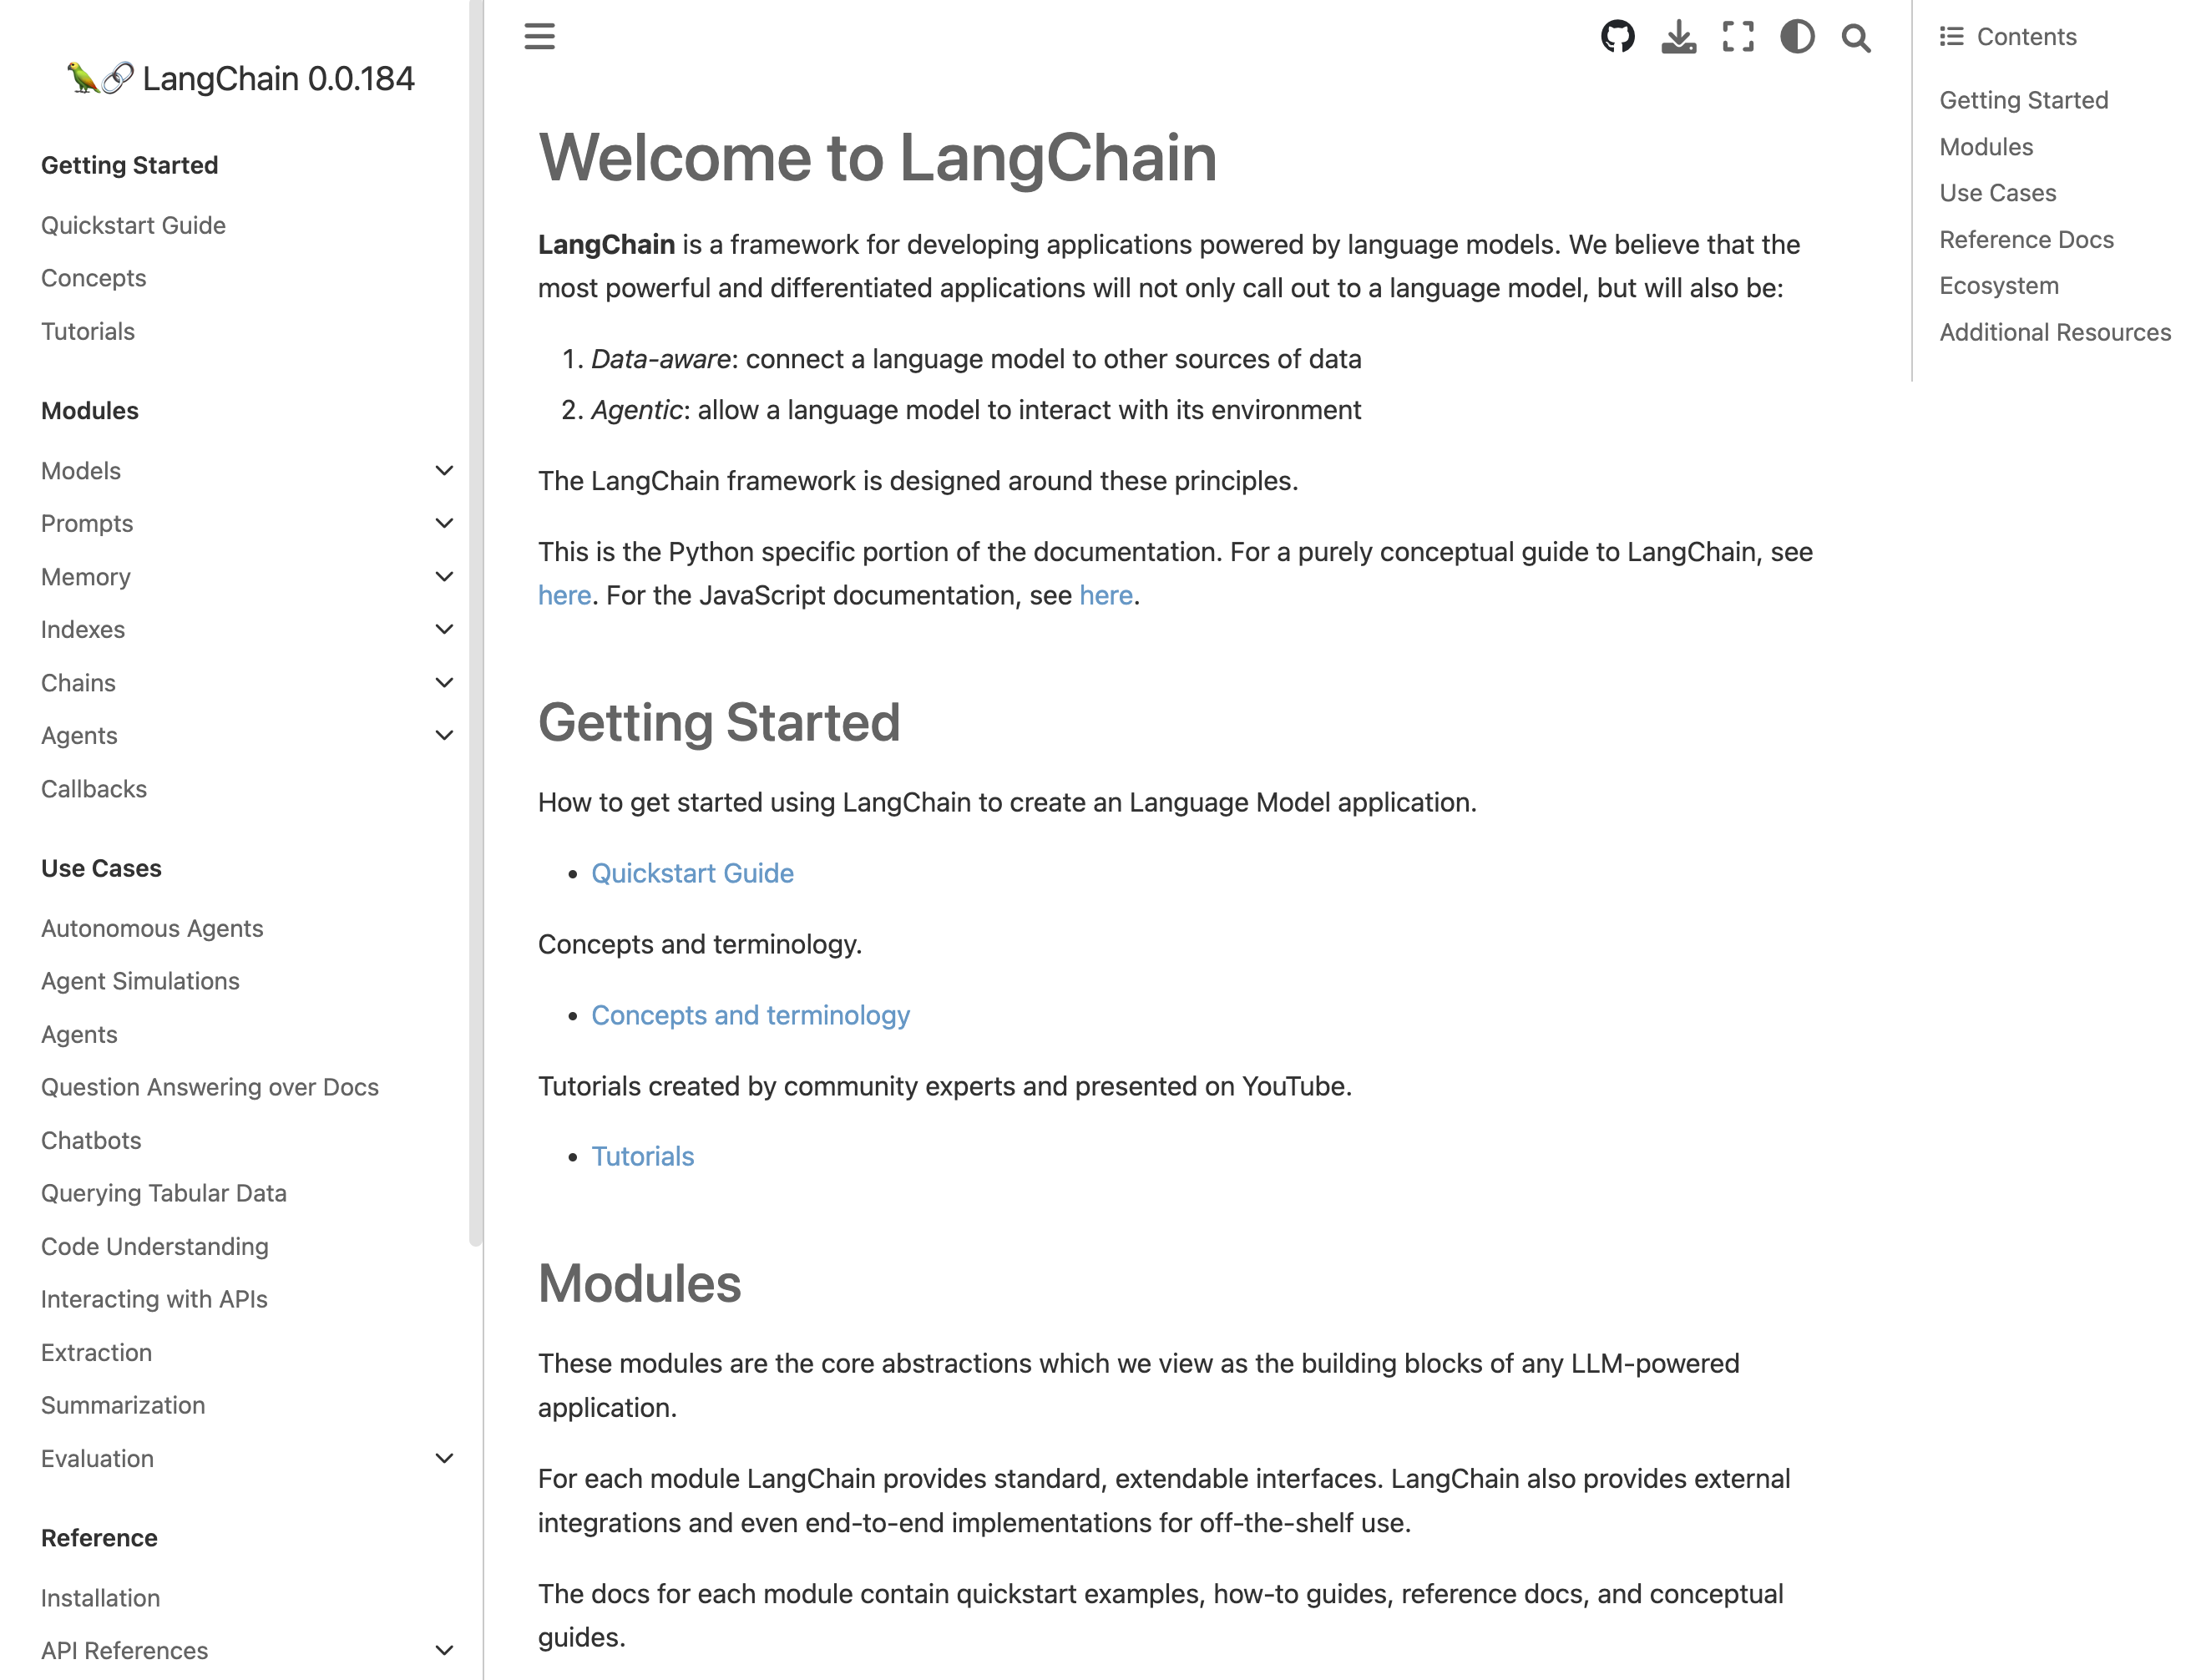 LangChain 0.0.184
Getting Started
Quickstart Guide
Concepts
Tutorials
Modules
Models
Prompts
Memory
Indexes
Chains
Agents
Callbacks
Use Cases
Autonomous Agents
Agent Simulations
Agents
Question Answering over Docs
Chatbots
Querying Tabular Data
Code Understanding
Interacting with APIs
Extraction
Summarization
Evaluation
Reference
Installation
API References
Welcome to LangChain
LangChain is a framework for developing applications powered by language models. We believe that the
most powerful and differentiated applications will not only call out to a language model, but will also be:
1. Data-aware: connect a language model to other sources of data
2. Agentic: allow a language model to interact with its environment
The LangChain framework is designed around these principles.
This is the Python specific portion of the documentation. For a purely conceptual guide to LangChain, see
here. For the JavaScript documentation, see here.
Getting Started
How to get started using LangChain to create an Language Model application.
• Quickstart Guide
Concepts and terminology.
• Concepts and terminology
Tutorials created by community experts and presented on YouTube.
• Tutorials
Modules
These modules are the core abstractions which we view as the building blocks of any LLM-powered
application.
For each module LangChain provides standard, extendable interfaces. LangChain also provides external
integrations and even end-to-end implementations for off-the-shelf use.
The docs for each module contain quickstart examples, how-to guides, reference docs, and conceptual
guides.
Contents
Getting Started
Modules
Use Cases
Reference Docs
Ecosystem
Additional Resources